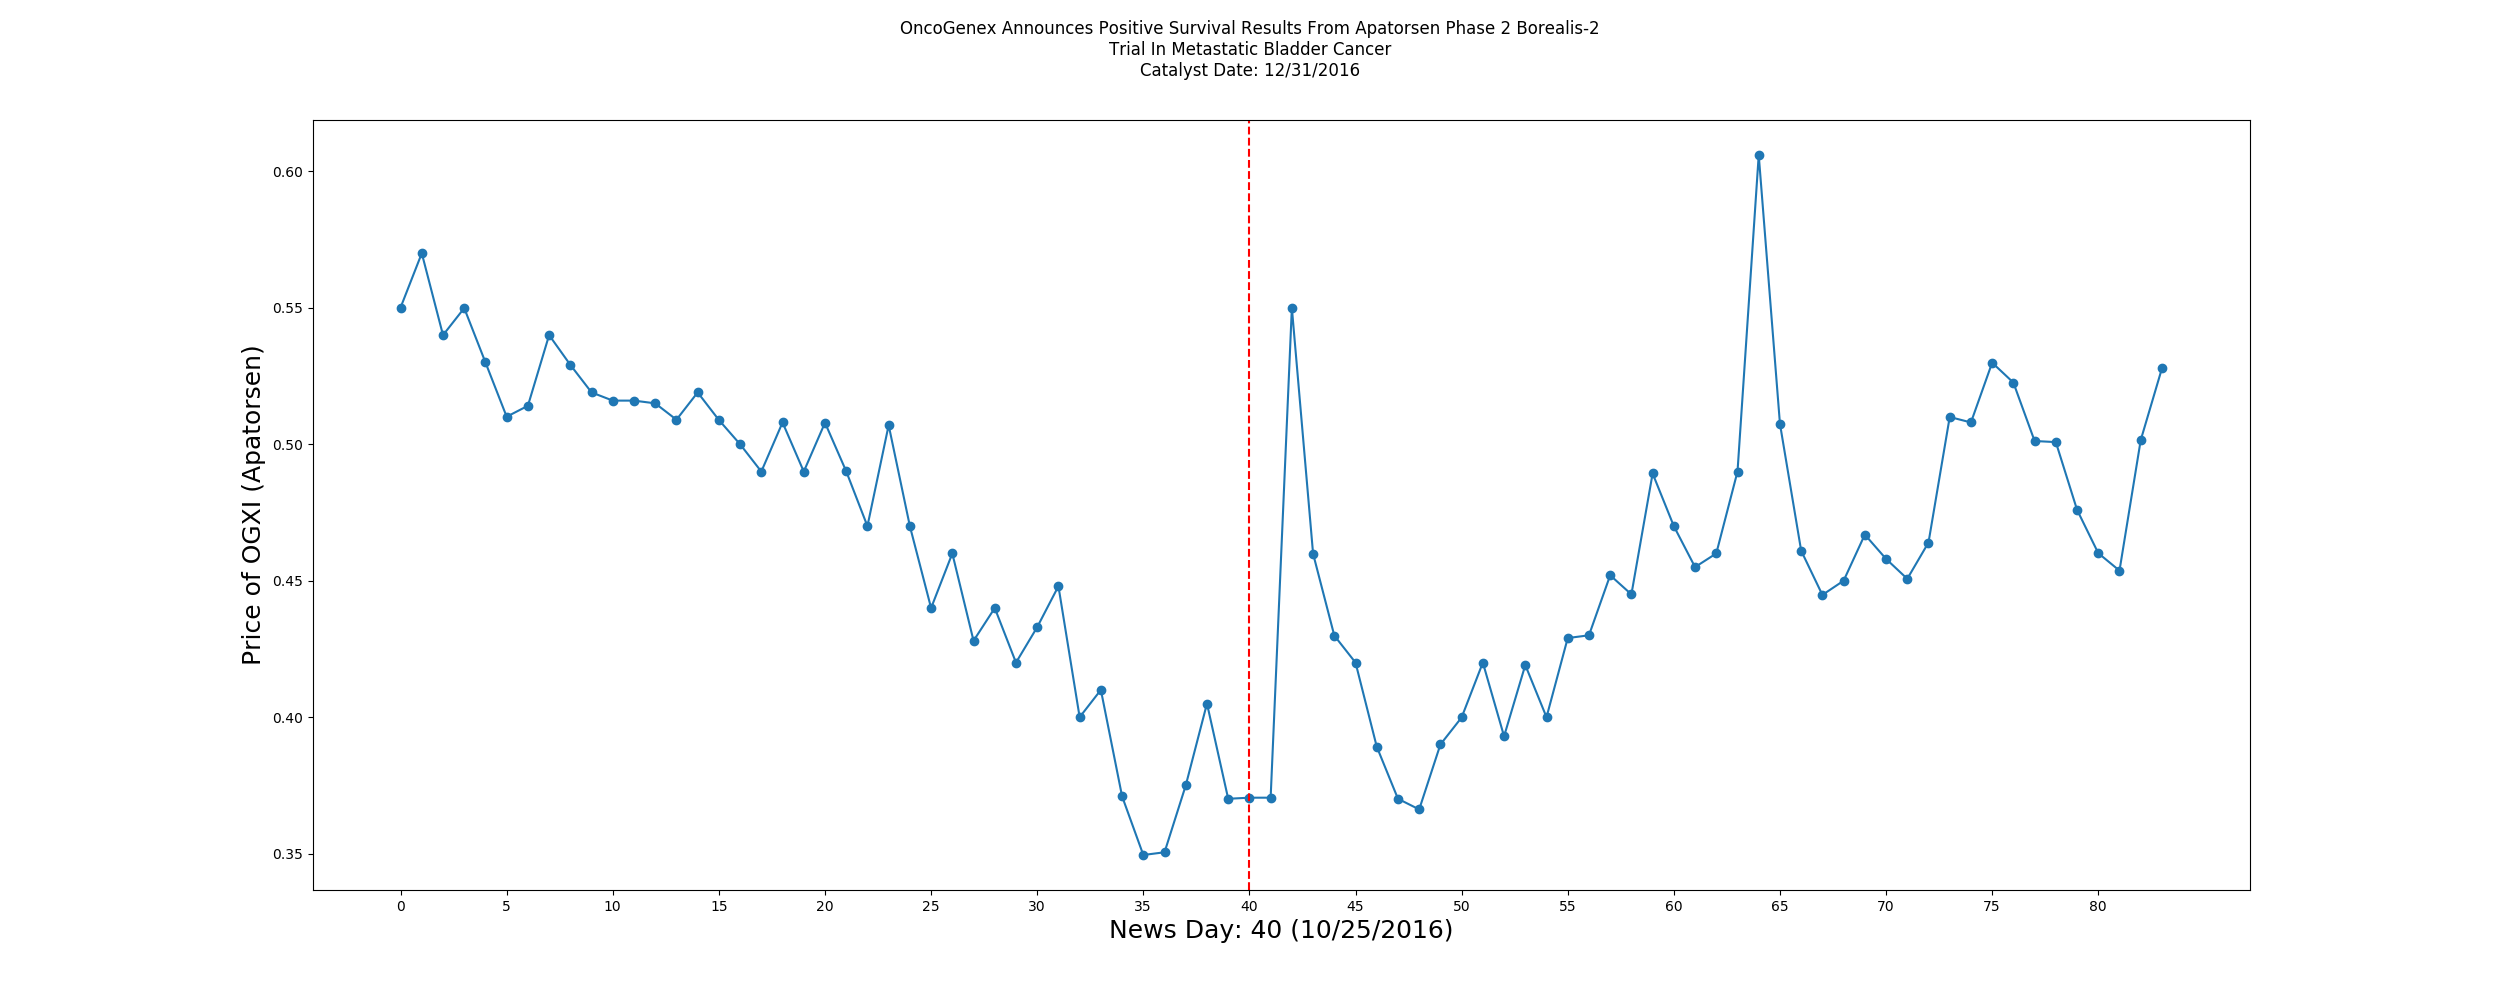 OncoGenex Announces Positive Survival Results From Apatorsen Phase 2 Borealis-2
Trial In Metastatic Bladder Cancer
Catalyst Date: 12/31/2016
Price of OGXI (Apatorsen)
0.60
0.55
0.50
0.45
0.40
0.35
0 5 10 15 20 25 30 35 40 45 50 55 60 65 70 75 80
News Day: 40 (10/25/2016)